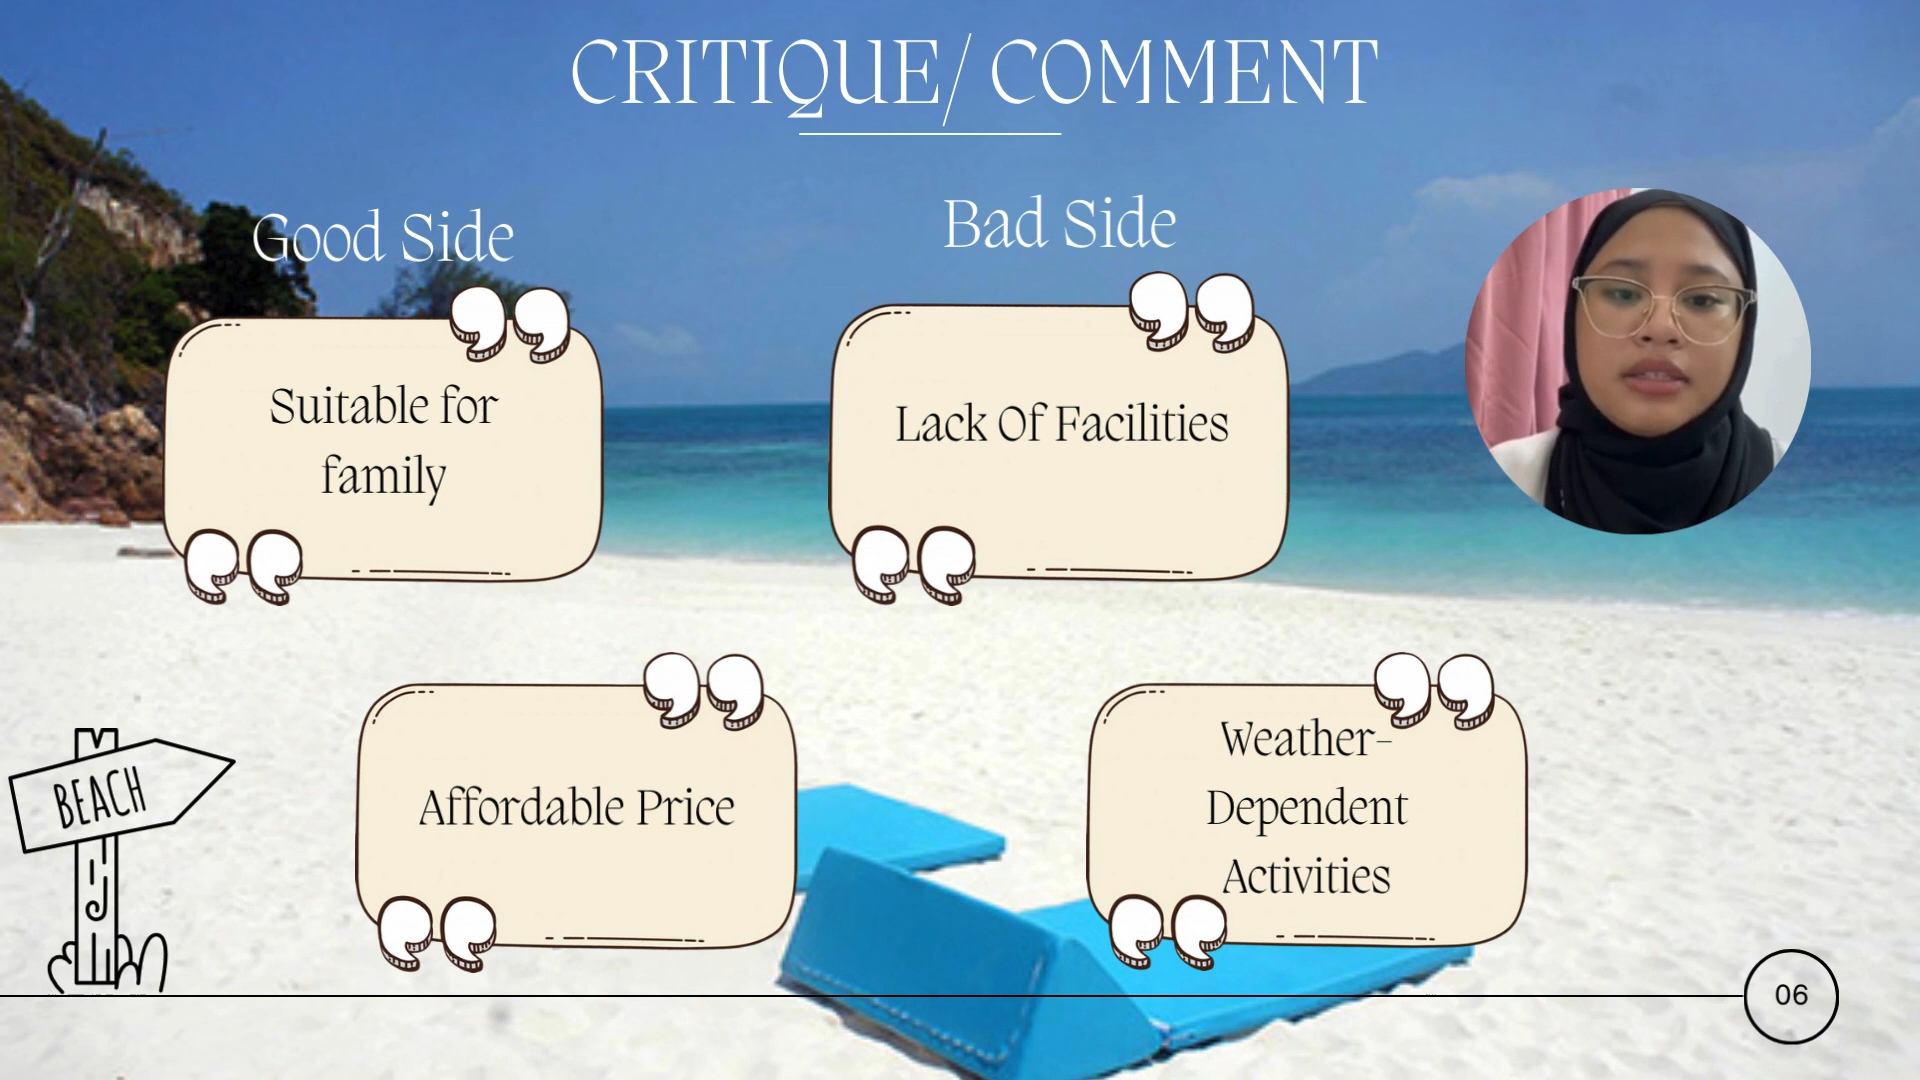 CRITIQUE/ COMMENT
Good Side
Suitable for
family
Affordable Price
Bad Side
Lack Of Facilities
Weather-
Dependent
Activities
BEACH
06